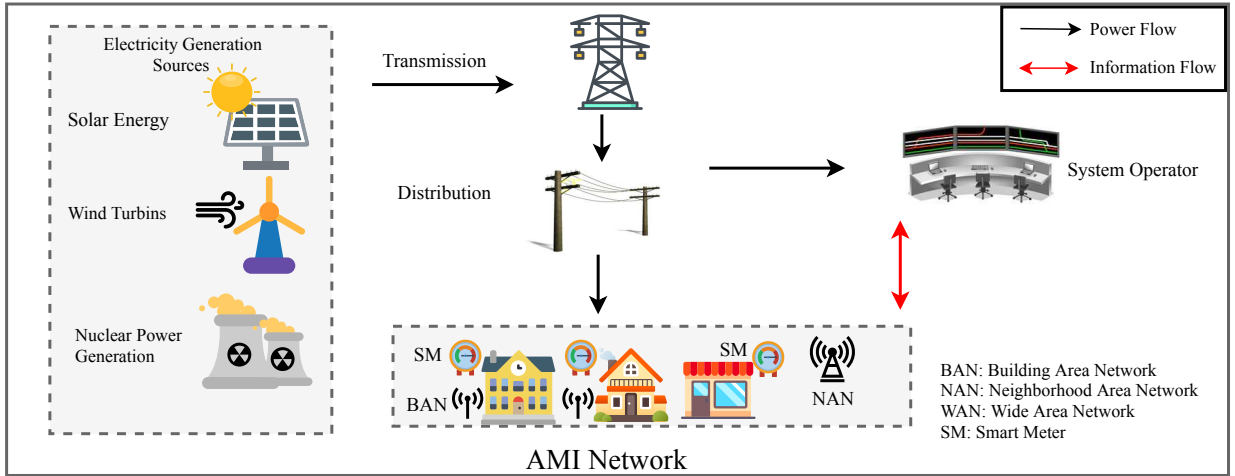 Electricity Generation
Sources
Solar Energy
Wind Turbins
Nuclear Power
Generation
Transmission
Distribution
Power Flow
Information Flow
System Operator
SM
SM
BAN
NAN
AMI Network
BAN: Building Area Network
NAN: Neighborhood Area Network
WAN: Wide Area Network
SM: Smart Meter